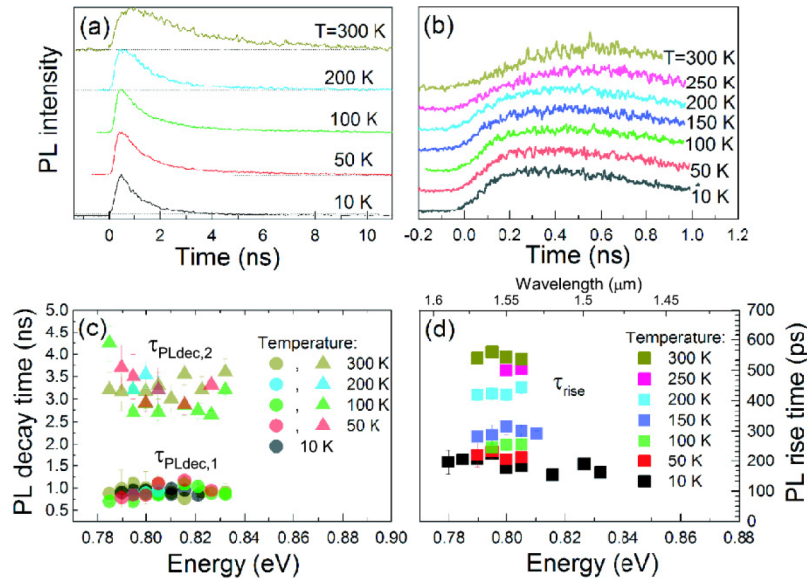 (a)
T=300 K
200 K
100 K
50 K
10 K
PL intensity
0 2 4 6 8 10
Time (ns)
(b)
T=300 K
250 K
200 K
150 K
100 K
50 K
10 K
-0.2 0.0 0.2 0.4 0.6 0.8 1.0 1.2
Time (ns)
(c)
5.0
4.5
4.0
3.5
3.0
2.5
2.0
1.5
1.0
0.5
PL decay time (ns)
τPLdec,2
Temperature:
, 300 K
, 200 K
, 100 K
, 50 K
10 K
τPLdec,1
0.78 0.80 0.82 0.84 0.86 0.88 0.90
Energy (eV)
Wavelength (μm)
1.6 1.55 1.5 1.45
(d)
τrise
Temperature:
300 K
250 K
200 K
150 K
100 K
50 K
10 K
700
600
500
400
300
200
100
0
PL rise time (ps)
0.78 0.80 0.82 0.84 0.86 0.88
Energy (eV)